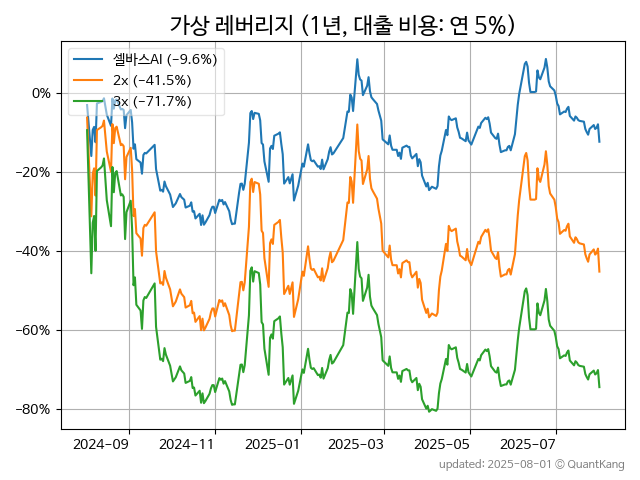 가상 레버리지 (1년, 대출 비용: 연 5%)
셀바스AI (−9.6%)
2x (−41.5%)
3x (−71.7%)
0%
−20%
−40%
−60%
−80%
2024-09
2024-11
2025-01
2025-03
2025-05
2025-07
updated: 2025-08-01 © QuantKang